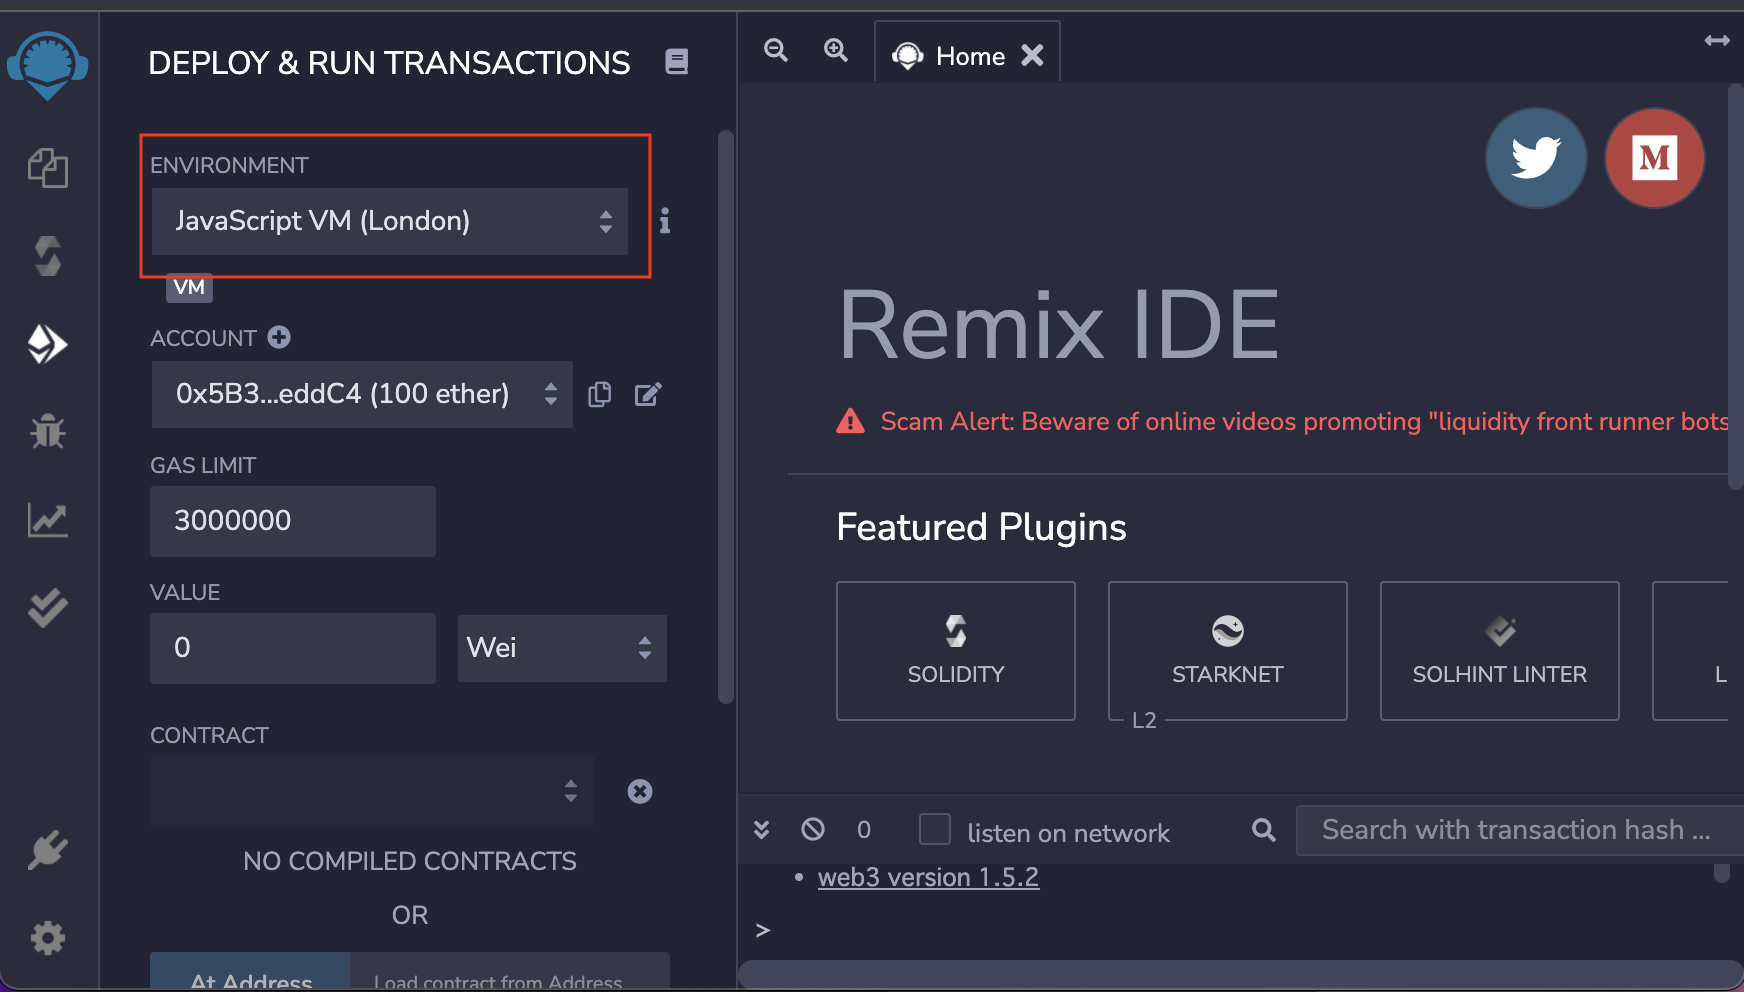 DEPLOY & RUN TRANSACTIONS
ENVIRONMENT
JavaScript VM (London)
VM
ACCOUNT
0x5B3...eddC4 (100 ether)
GAS LIMIT
3000000
VALUE
0
Wei
CONTRACT
NO COMPILED CONTRACTS
OR
At Address
Load contract from Address
Home
M
Remix IDE
Scam Alert: Beware of online videos promoting "liquidity front runner bots
Featured Plugins
SOLIDITY
STARKNET
L2
SOLHINT LINTER
L
0
listen on network
Search with transaction hash ...
• web3 version 1.5.2
>